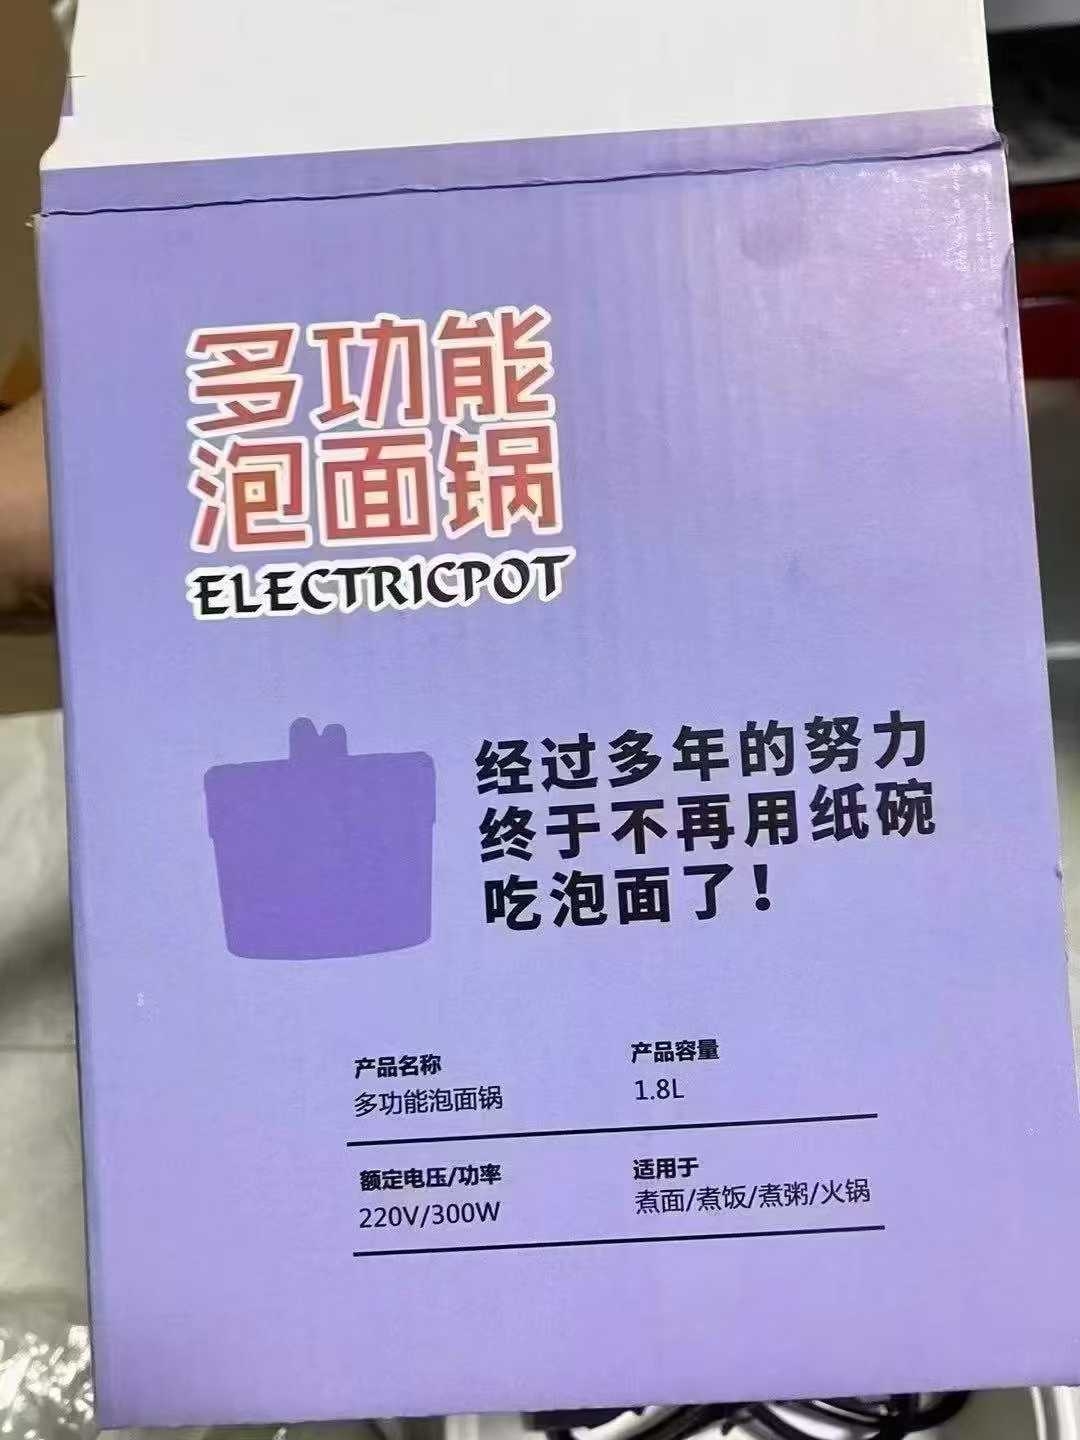 多功能
泡面锅
ELECTRICPOT
经过多年的努力
终于不再用纸碗
吃泡面了！
产品名称
多功能泡面锅
产品容量
1.8L
额定电压/功率
220V/300W
适用于
煮面/煮饭/煮粥/火锅